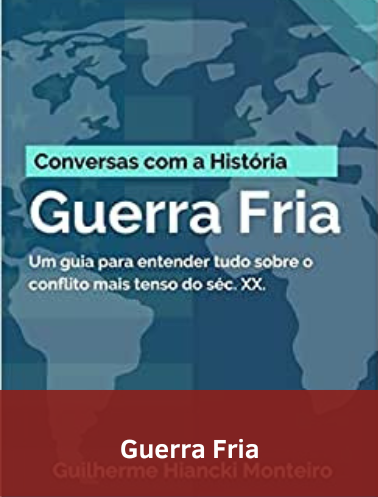 Conversas com a História
Guerra Fria
Um guia para entender tudo sobre o
conflito mais tenso do séc. XX.
Guerra Fria
Guilherme Hiancki Monteiro